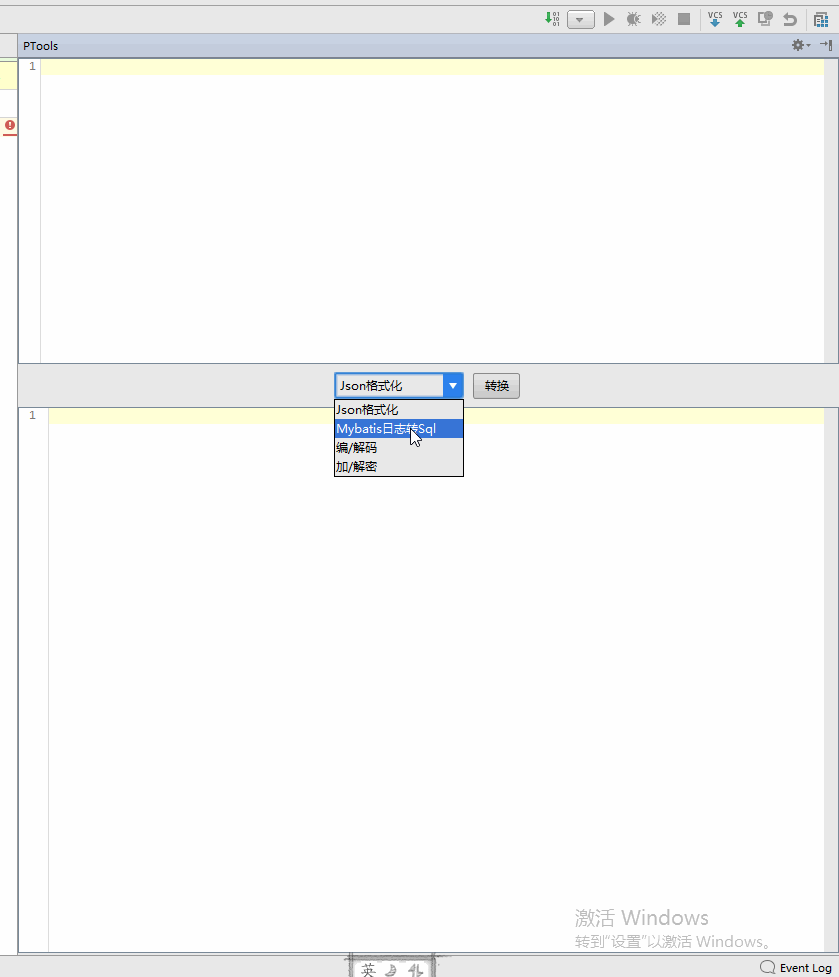 VCS VCS
PTools
1
Json格式化 转换
Json格式化
1
Mybatis日志转Sql
编/解码
加/解密
激活 Windows
转到“设置”以激活 Windows。
英
Event Log